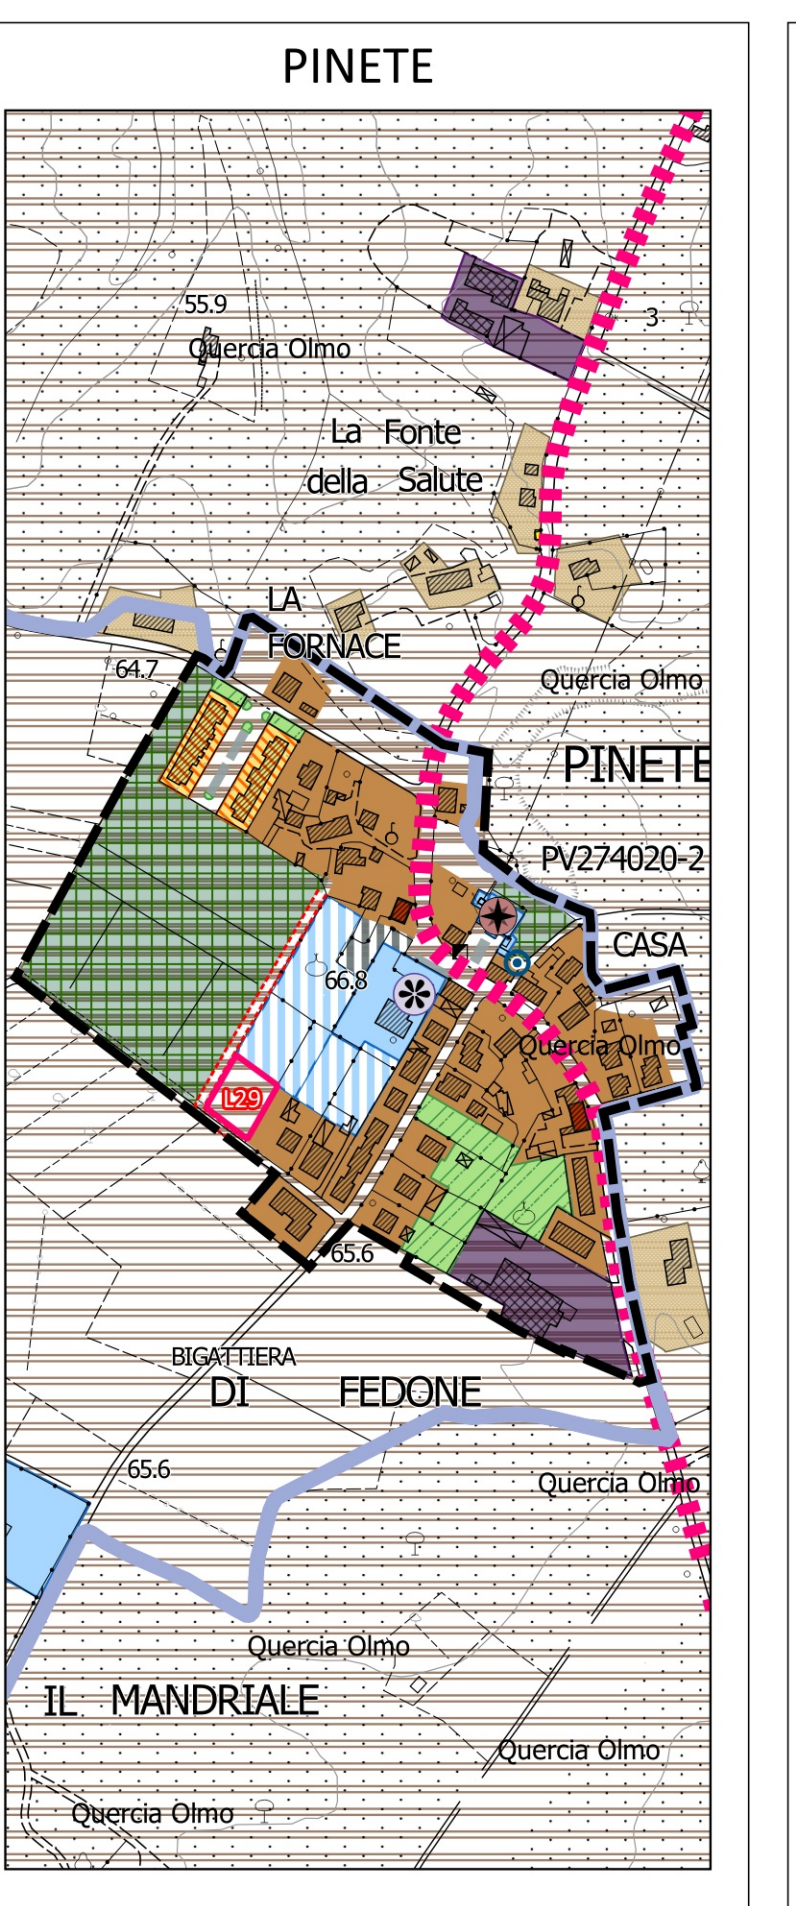 PINETE
55.9
3
Quercia Olmo
La Fonte
della Salute
LA
FORNACE
64.7
Quercia Olmo
PINETE
PV274020-2
CASA
66.8
Quercia Olmo
L29
65.6
BIGATTIERA
DI FEDONE
65.6
Quercia Olmo
Quercia Olmo
IL MANDRIALE
Quercia Olmo
Quercia Olmo